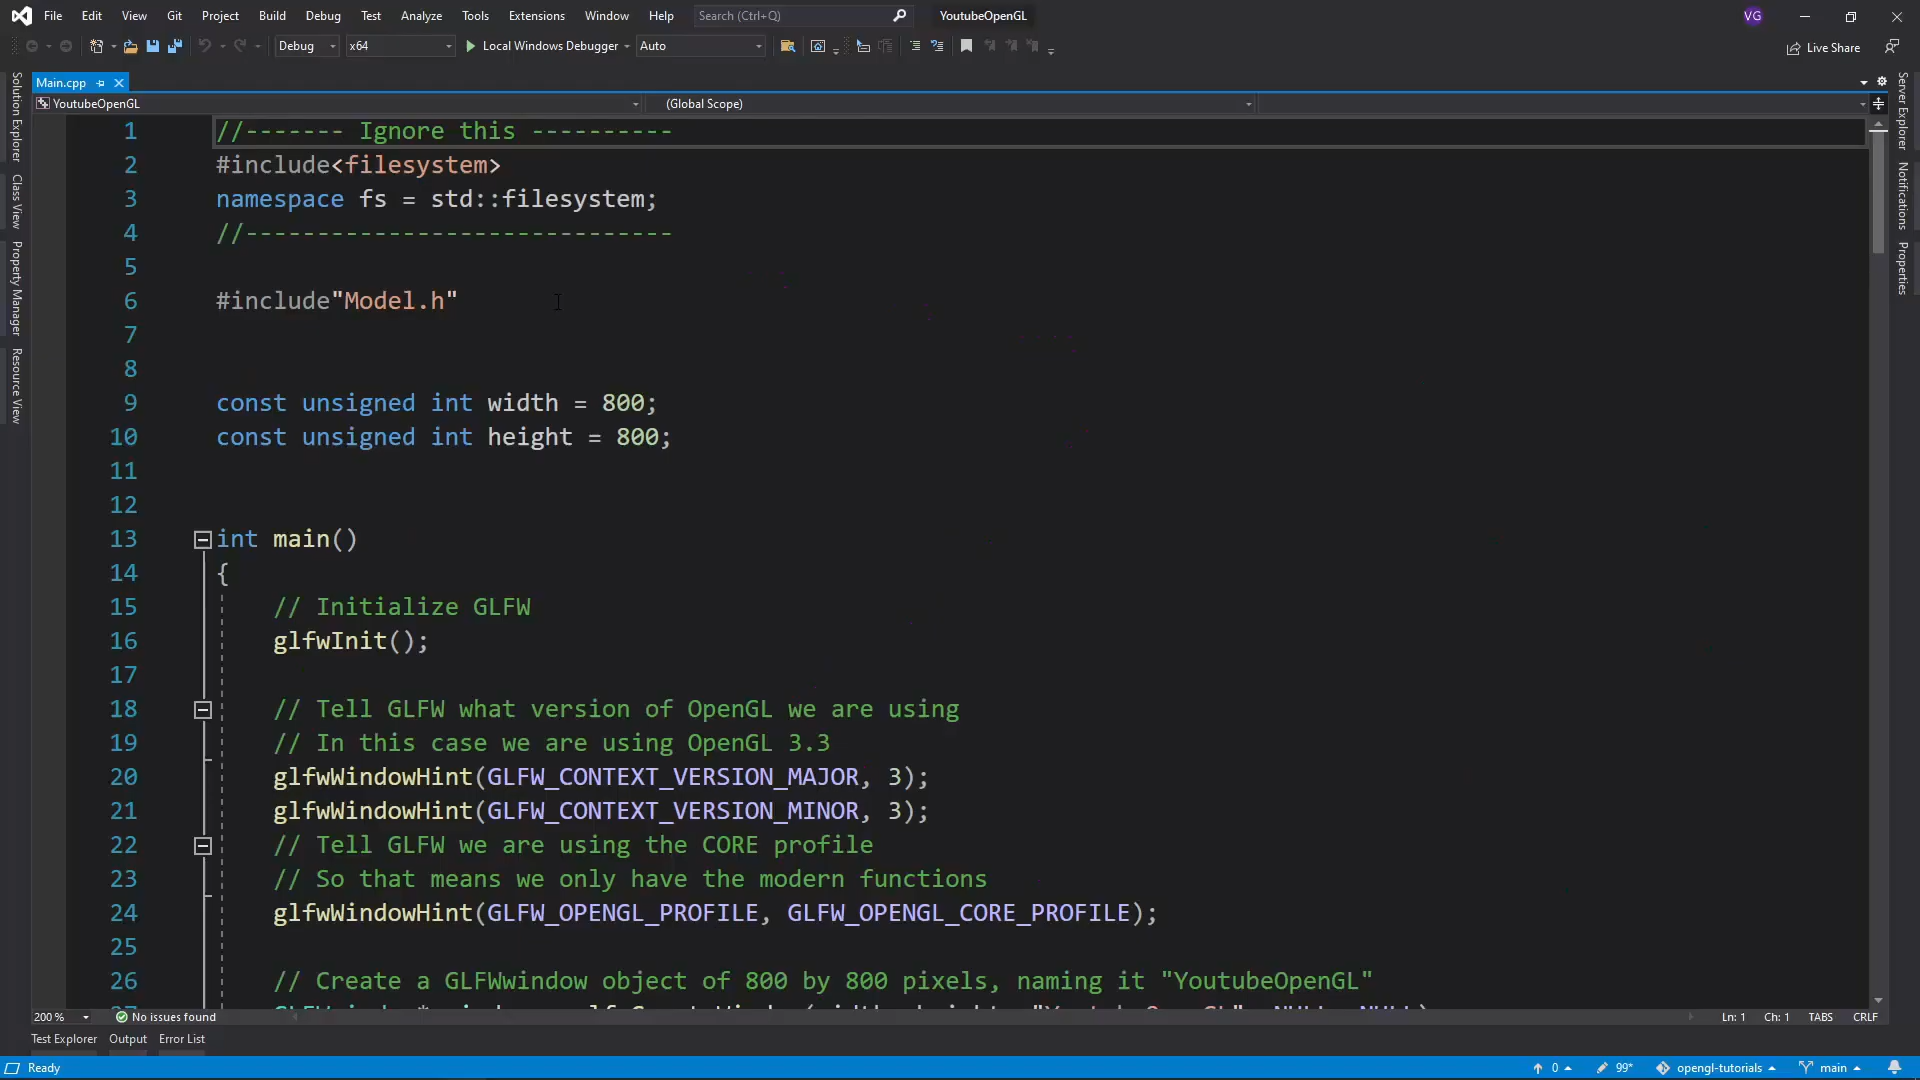 File Edit View Git Project Build Debug Test Analyze Tools Extensions Window Help Search (Ctrl+Q) YoutubeOpenGL VG
Debug x64 Local Windows Debugger Auto Live Share
Main.cpp
YoutubeOpenGL (Global Scope)
Solution Explorer
Class View
Property Manager
Resource View
1 //------- Ignore this ----------
2 #include<filesystem>
3 namespace fs = std::filesystem;
4 //------------------------------
5
6 #include"Model.h"
7
8
9 const unsigned int width = 800;
10 const unsigned int height = 800;
11
12
13 int main()
14 {
15 // Initialize GLFW
16 glfwInit();
17
18 // Tell GLFW what version of OpenGL we are using
19 // In this case we are using OpenGL 3.3
20 glfwWindowHint(GLFW_CONTEXT_VERSION_MAJOR, 3);
21 glfwWindowHint(GLFW_CONTEXT_VERSION_MINOR, 3);
22 // Tell GLFW we are using the CORE profile
23 // So that means we only have the modern functions
24 glfwWindowHint(GLFW_OPENGL_PROFILE, GLFW_OPENGL_CORE_PROFILE);
25
26 // Create a GLFWwindow object of 800 by 800 pixels, naming it "YoutubeOpenGL"
Server Explorer
Notifications
Properties
200 % No issues found Ln: 1 Ch: 1 TABS CRLF
Test Explorer Output Error List
Ready 0 99* opengl-tutorials main